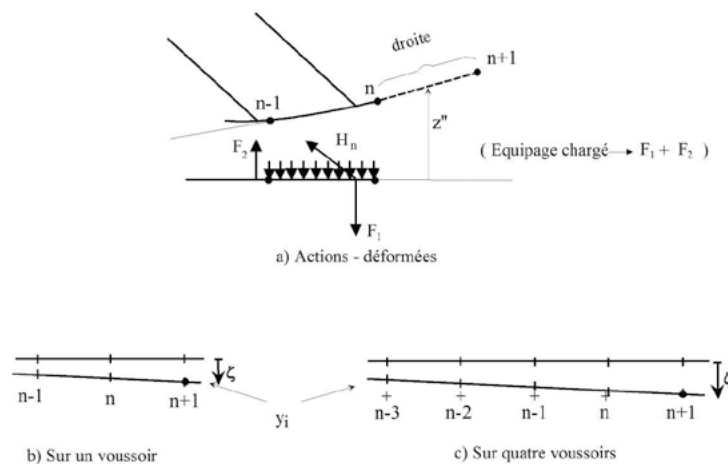 droite
n+1
n
n-1
z"
F₂
Hₙ
( Equipage chargé → F₁ + F₂ )
F₁
a) Actions - déformées
ζ
ζ
n-1
n
n+1
yᵢ
n-3
n-2
n-1
n
n+1
b) Sur un voussoir
c) Sur quatre voussoirs